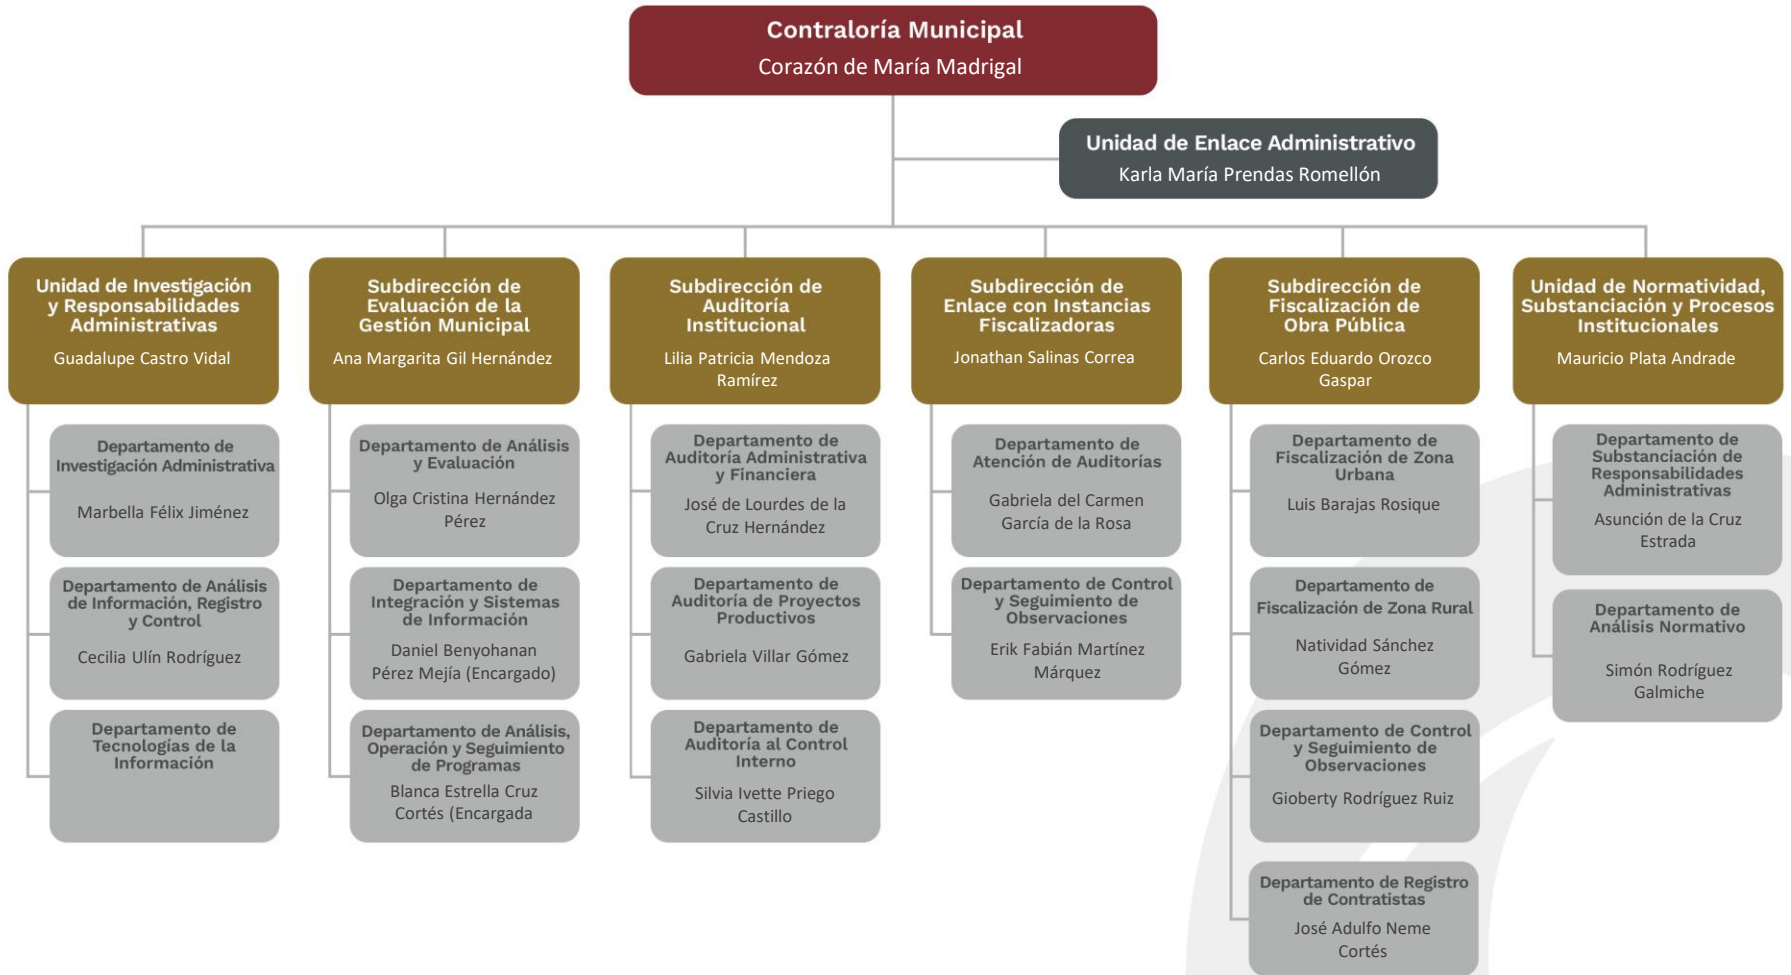 Contraloría Municipal
Corazón de María Madrigal
Unidad de Enlace Administrativo
Karla María Prendas Romellón
Unidad de Investigación
y Responsabilidades
Administrativas
Guadalupe Castro Vidal
Departamento de
Investigación Administrativa
Marbella Félix Jiménez
Departamento de Análisis
de Información, Registro
y Control
Cecilia Ulín Rodríguez
Departamento de
Tecnologías de la
Información
Subdirección de
Evaluación de la
Gestión Municipal
Ana Margarita Gil Hernández
Departamento de Análisis
y Evaluación
Olga Cristina Hernández
Pérez
Departamento de
Integración y Sistemas
de Información
Daniel Benyohanan
Pérez Mejía (Encargado)
Departamento de Análisis,
Operación y Seguimiento
de Programas
Blanca Estrella Cruz
Cortés (Encargada
Subdirección de
Auditoría
Institucional
Lilia Patricia Mendoza
Ramírez
Departamento de
Auditoría Administrativa
y Financiera
José de Lourdes de la
Cruz Hernández
Departamento de
Auditoría de Proyectos
Productivos
Gabriela Villar Gómez
Departamento de
Auditoría al Control
Interno
Silvia Ivette Priego
Castillo
Subdirección de
Enlace con Instancias
Fiscalizadoras
Jonathan Salinas Correa
Departamento de
Atención de Auditorías
Gabriela del Carmen
García de la Rosa
Departamento de Control
y Seguimiento de
Observaciones
Erik Fabián Martínez
Márquez
Subdirección de
Fiscalización de
Obra Pública
Carlos Eduardo Orozco
Gaspar
Departamento de
Fiscalización de Zona
Urbana
Luis Barajas Rosique
Departamento de
Fiscalización de Zona Rural
Natividad Sánchez
Gómez
Departamento de Control
y Seguimiento de
Observaciones
Gioberty Rodríguez Ruiz
Departamento de Registro
de Contratistas
José Adulfo Neme
Cortés
Unidad de Normatividad,
Substanciación y Procesos
Institucionales
Mauricio Plata Andrade
Departamento de
Substanciación de
Responsabilidades
Administrativas
Asunción de la Cruz
Estrada
Departamento de
Análisis Normativo
Simón Rodríguez
Galmiche